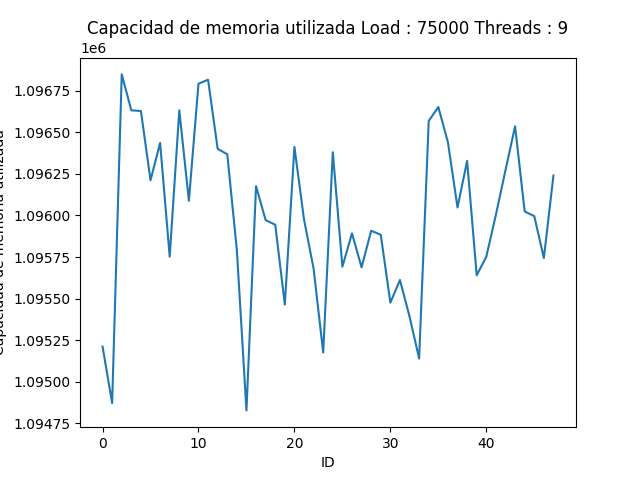 Capacidad de memoria utilizada Load : 75000 Threads : 9
1e6
1.09675
1.09650
1.09625
1.09600
1.09575
1.09550
1.09525
1.09500
1.09475
Capacidad de memoria utilizada
0 10 20 30 40
ID